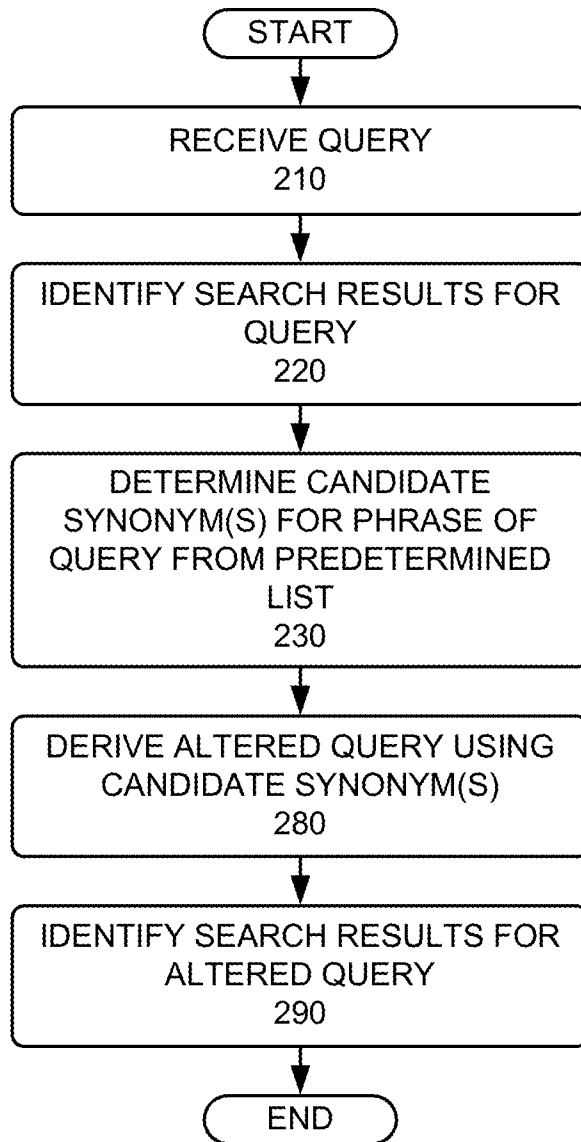 START
RECEIVE QUERY
210
IDENTIFY SEARCH RESULTS FOR
QUERY
220
DETERMINE CANDIDATE
SYNONYM(S) FOR PHRASE OF
QUERY FROM PREDETERMINED
LIST
230
DERIVE ALTERED QUERY USING
CANDIDATE SYNONYM(S)
280
IDENTIFY SEARCH RESULTS FOR
ALTERED QUERY
290
END